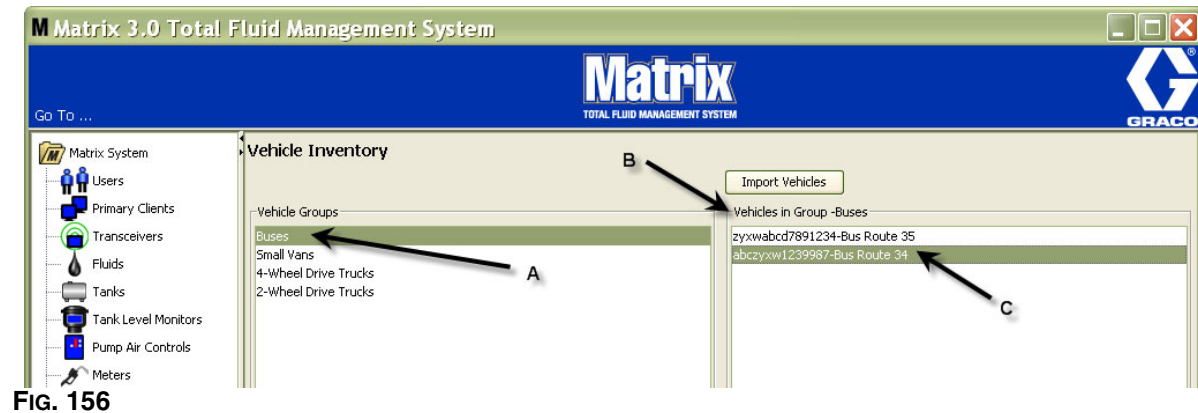 M Matrix 3.0 Total Fluid Management System
Matrix
TOTAL FLUID MANAGEMENT SYSTEM
®
GRACO
Go To ...
Matrix System
Users
Primary Clients
Transceivers
Fluids
Tanks
Tank Level Monitors
Pump Air Controls
Meters
Vehicle Inventory
B
Import Vehicles
Vehicle Groups
Buses
Small Vans
4-Wheel Drive Trucks
2-Wheel Drive Trucks
A
Vehicles in Group -Buses
zyxwabcd7891234-Bus Route 35
abczyxw1239987-Bus Route 34
C
FIG. 156